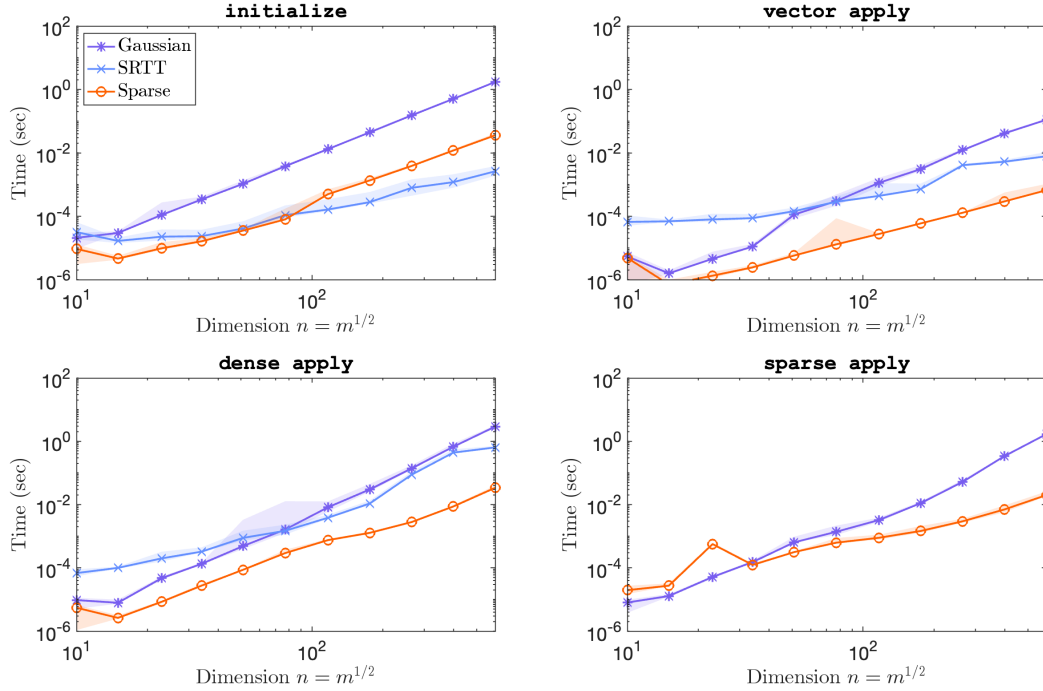 initialize
10^2
10^0
10^-2
10^-4
10^-6
Time (sec)
Gaussian
SRTT
Sparse
10^1
10^2
Dimension n = m^{1/2}
vector apply
10^2
10^0
10^-2
10^-4
10^-6
Time (sec)
10^1
10^2
Dimension n = m^{1/2}
dense apply
10^2
10^0
10^-2
10^-4
10^-6
Time (sec)
10^1
10^2
Dimension n = m^{1/2}
sparse apply
10^2
10^0
10^-2
10^-4
10^-6
Time (sec)
10^1
10^2
Dimension n = m^{1/2}